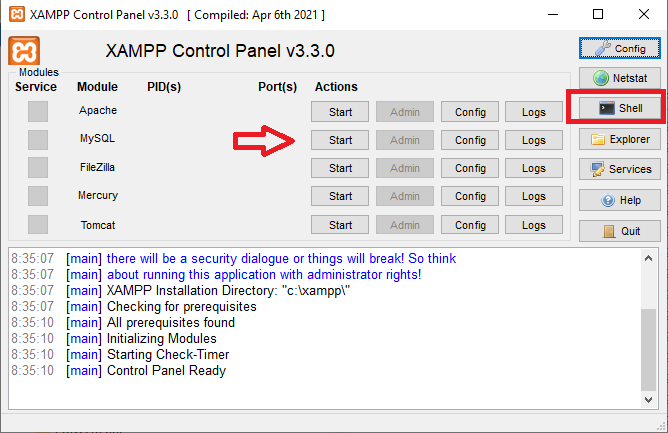 XAMPP Control Panel v3.3.0 [ Compiled: Apr 6th 2021 ]
XAMPP Control Panel v3.3.0
Config
Modules
Service Module PID(s) Port(s) Actions
Netstat
Apache Start Admin Config Logs
Shell
MySQL Start Admin Config Logs
Explorer
FileZilla Start Admin Config Logs
Services
Mercury Start Admin Config Logs
Help
Tomcat Start Admin Config Logs
Quit
8:35:07 [main] there will be a security dialogue or things will break! So think
8:35:07 [main] about running this application with administrator rights!
8:35:07 [main] XAMPP Installation Directory: "c:\xampp\"
8:35:07 [main] Checking for prerequisites
8:35:10 [main] All prerequisites found
8:35:10 [main] Initializing Modules
8:35:10 [main] Starting Check-Timer
8:35:10 [main] Control Panel Ready